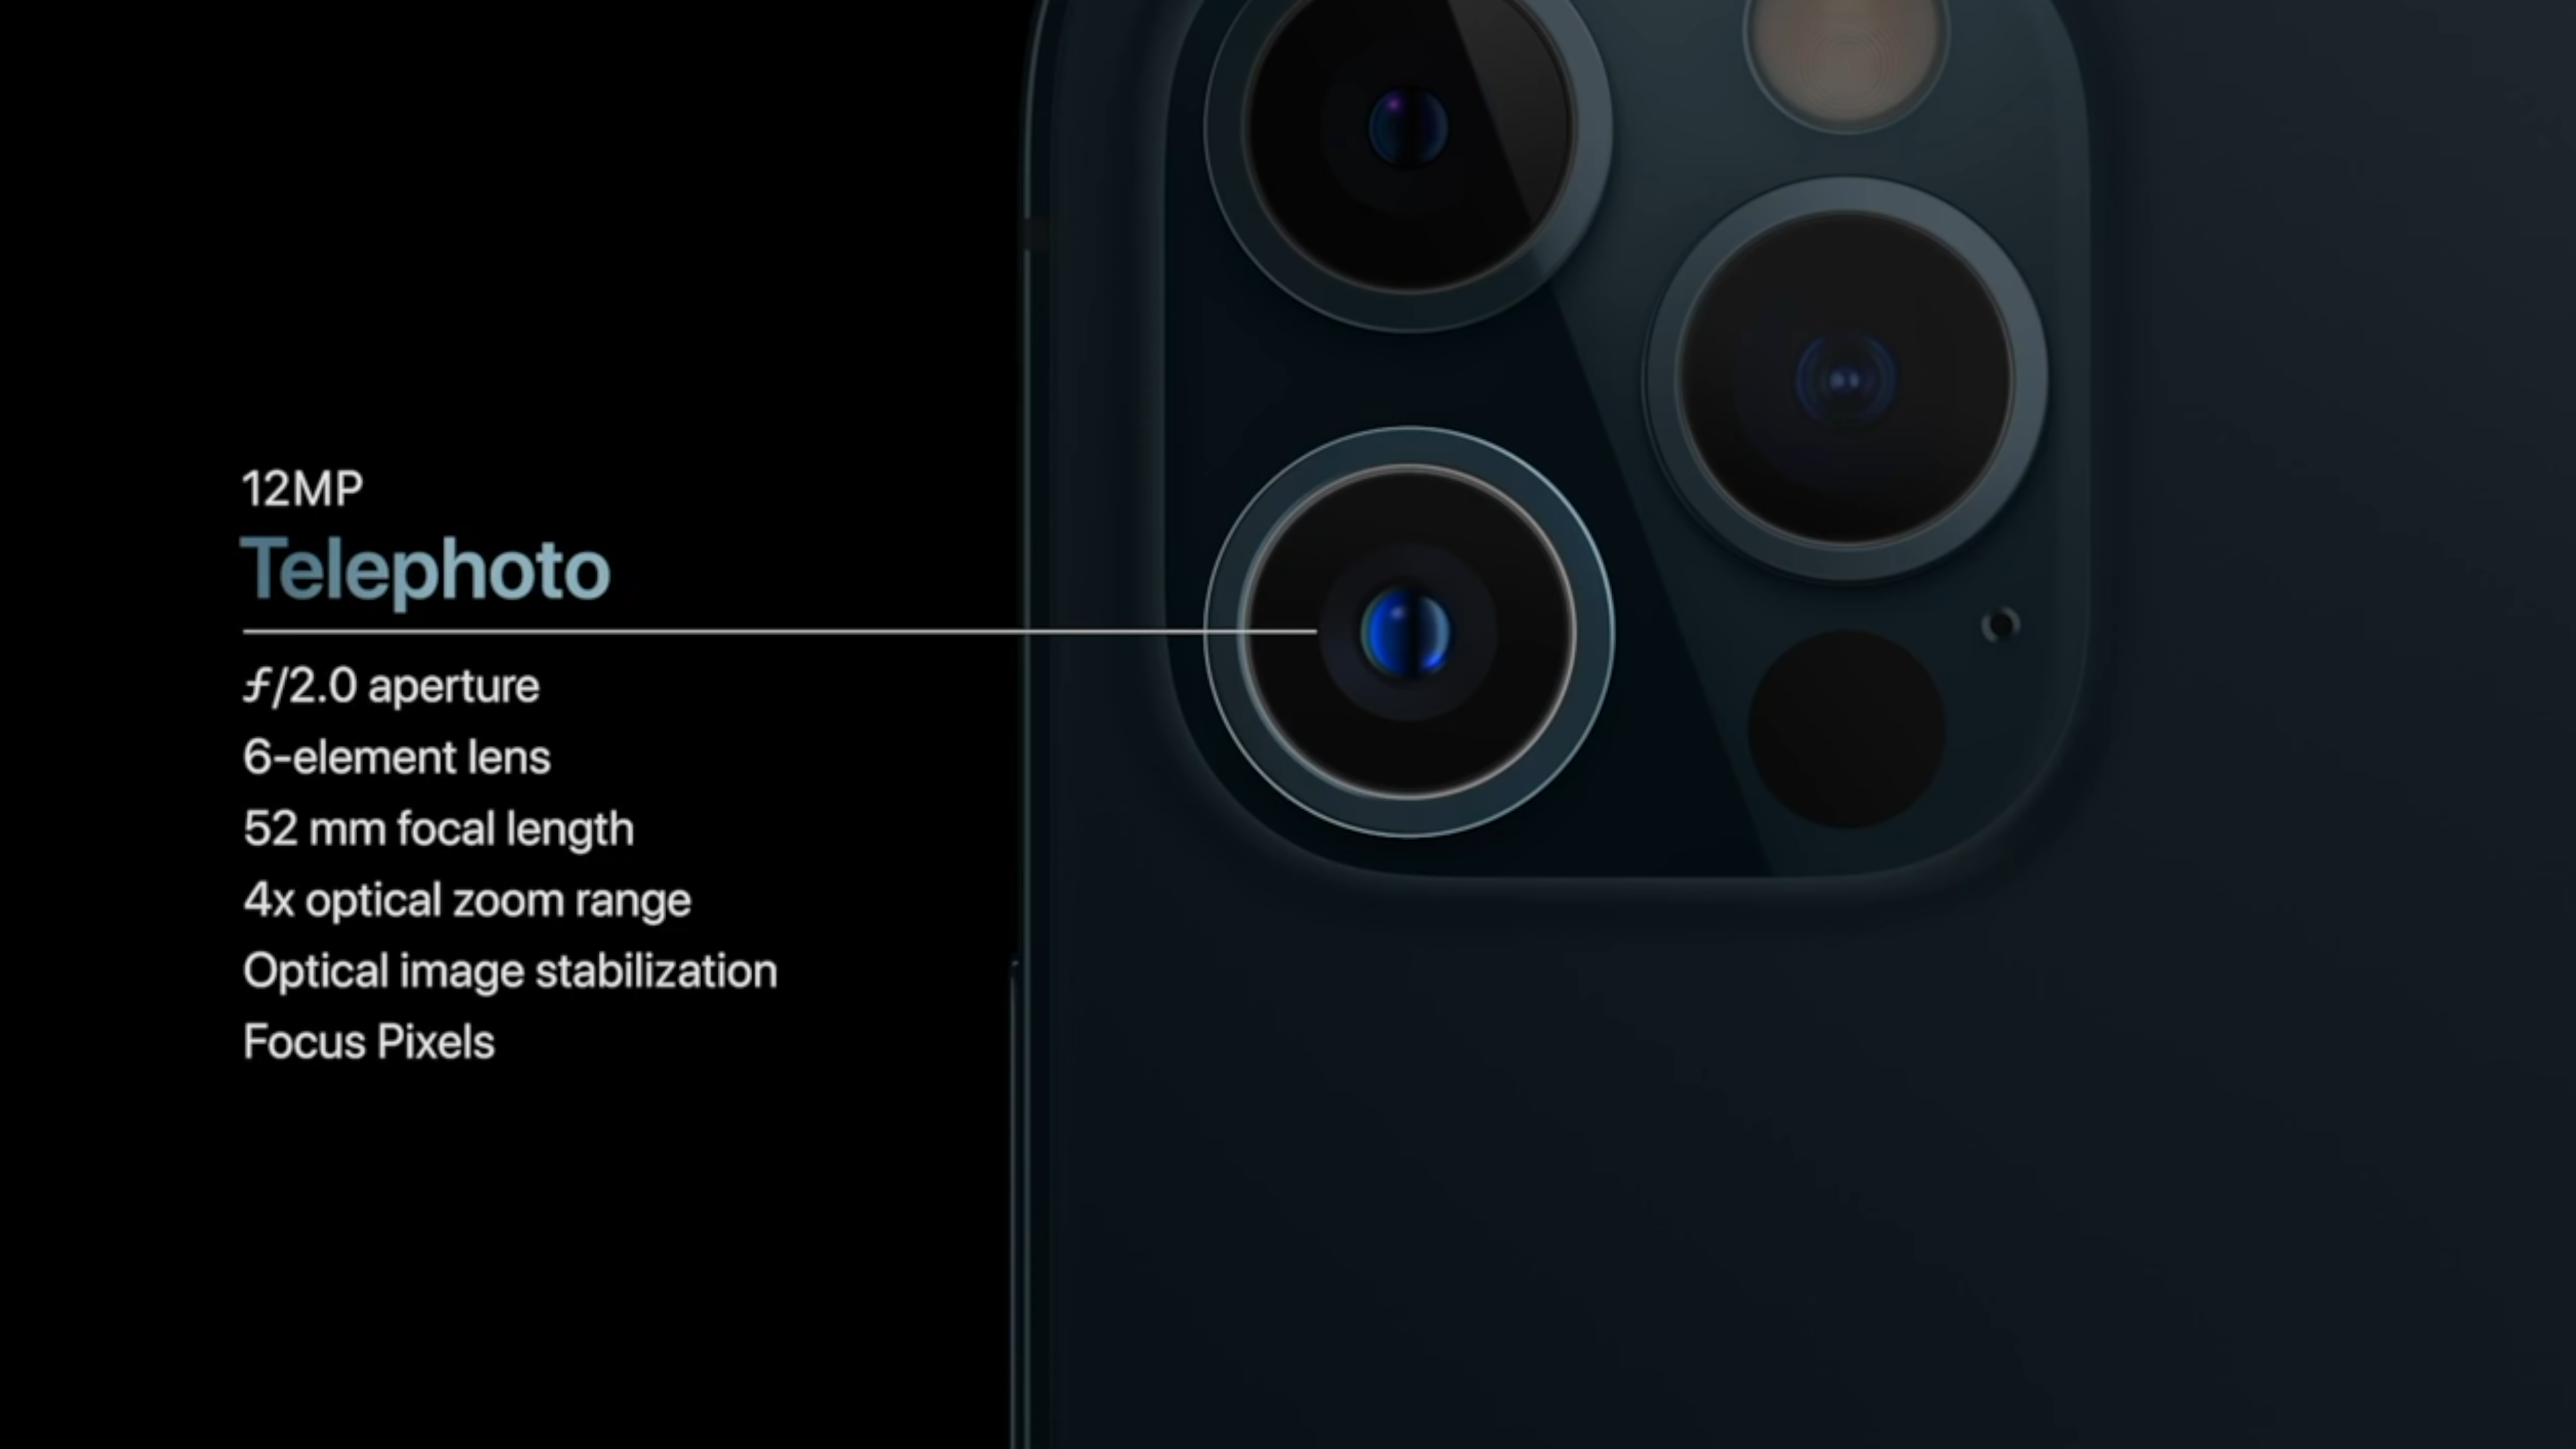 12MP
Telephoto
ƒ/2.0 aperture
6-element lens
52 mm focal length
4x optical zoom range
Optical image stabilization
Focus Pixels